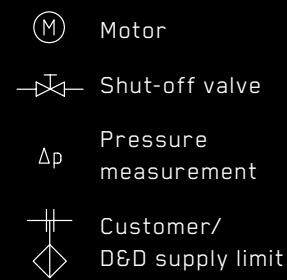 M Motor
Shut-off valve
Δp Pressure
measurement
Customer/
D&D supply limit